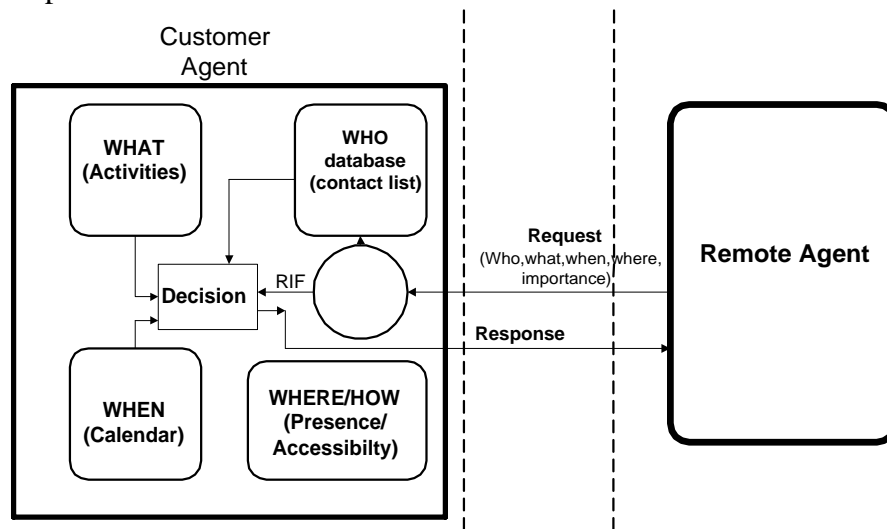 Customer
Agent
WHAT
(Activities)
WHO
database
(contact list)
Request
(Who,what,when,where,
importance)
Remote Agent
RIF
Decision
Response
WHEN
(Calendar)
WHERE/HOW
(Presence/
Accessibilty)